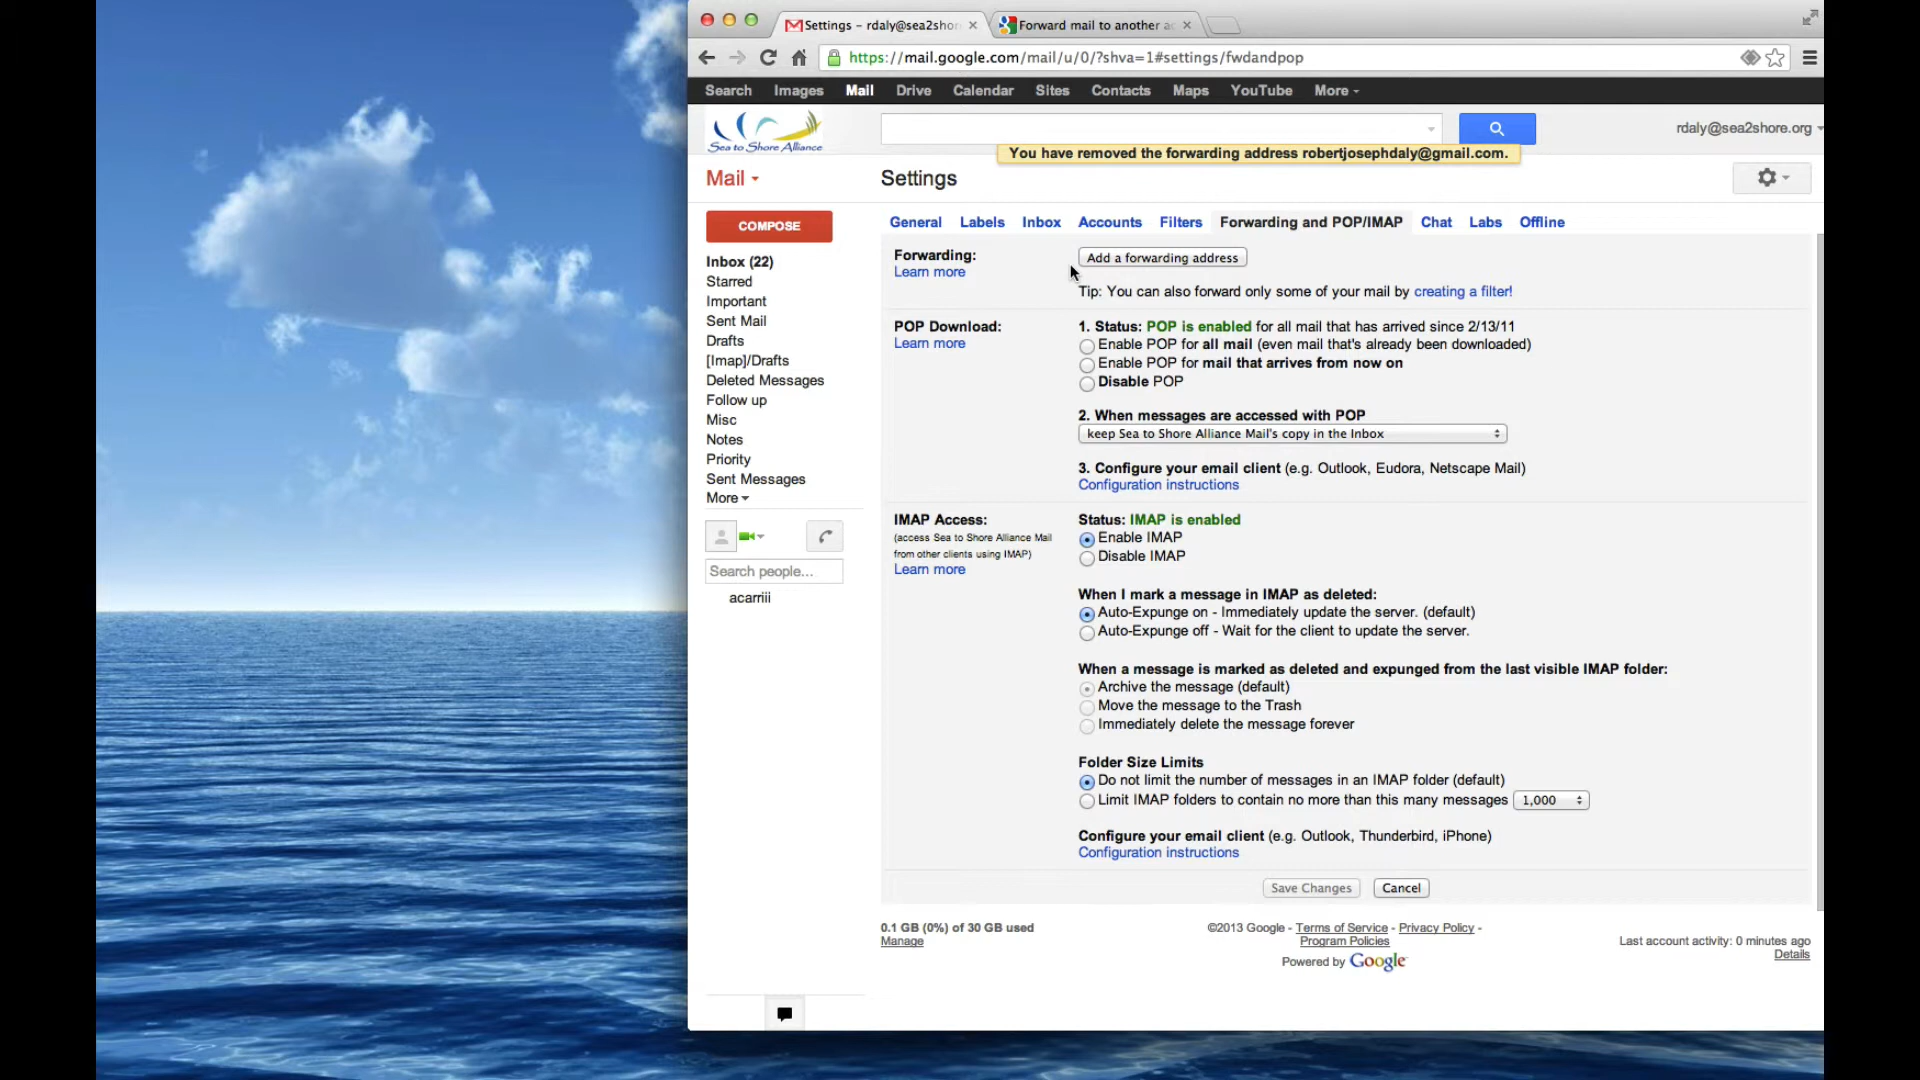 Settings – rdaly@sea2shor
Forward mail to another ac
https://mail.google.com/mail/u/0/?shva=1#settings/fwdandpop
Search Images Mail Drive Calendar Sites Contacts Maps YouTube More
Sea to Shore Alliance
rdaly@sea2shore.org
You have removed the forwarding address robertjosephdaly@gmail.com.
Mail
Settings
General Labels Inbox Accounts Filters Forwarding and POP/IMAP Chat Labs Offline
COMPOSE
Inbox (22)
Starred
Important
Sent Mail
Drafts
[Imap]/Drafts
Deleted Messages
Follow up
Misc
Notes
Priority
Sent Messages
More
Search people...
acarriii
Forwarding:
Learn more
Add a forwarding address
Tip: You can also forward only some of your mail by creating a filter!
POP Download:
Learn more
1. Status: POP is enabled for all mail that has arrived since 2/13/11
Enable POP for all mail (even mail that's already been downloaded)
Enable POP for mail that arrives from now on
Disable POP
2. When messages are accessed with POP
keep Sea to Shore Alliance Mail's copy in the Inbox
3. Configure your email client (e.g. Outlook, Eudora, Netscape Mail)
Configuration instructions
IMAP Access:
(access Sea to Shore Alliance Mail
from other clients using IMAP)
Learn more
Status: IMAP is enabled
Enable IMAP
Disable IMAP
When I mark a message in IMAP as deleted:
Auto-Expunge on - Immediately update the server. (default)
Auto-Expunge off - Wait for the client to update the server.
When a message is marked as deleted and expunged from the last visible IMAP folder:
Archive the message (default)
Move the message to the Trash
Immediately delete the message forever
Folder Size Limits
Do not limit the number of messages in an IMAP folder (default)
Limit IMAP folders to contain no more than this many messages 1,000
Configure your email client (e.g. Outlook, Thunderbird, iPhone)
Configuration instructions
Save Changes Cancel
0.1 GB (0%) of 30 GB used
Manage
©2013 Google - Terms of Service - Privacy Policy -
Program Policies
Powered by Google
Last account activity: 0 minutes ago
Details